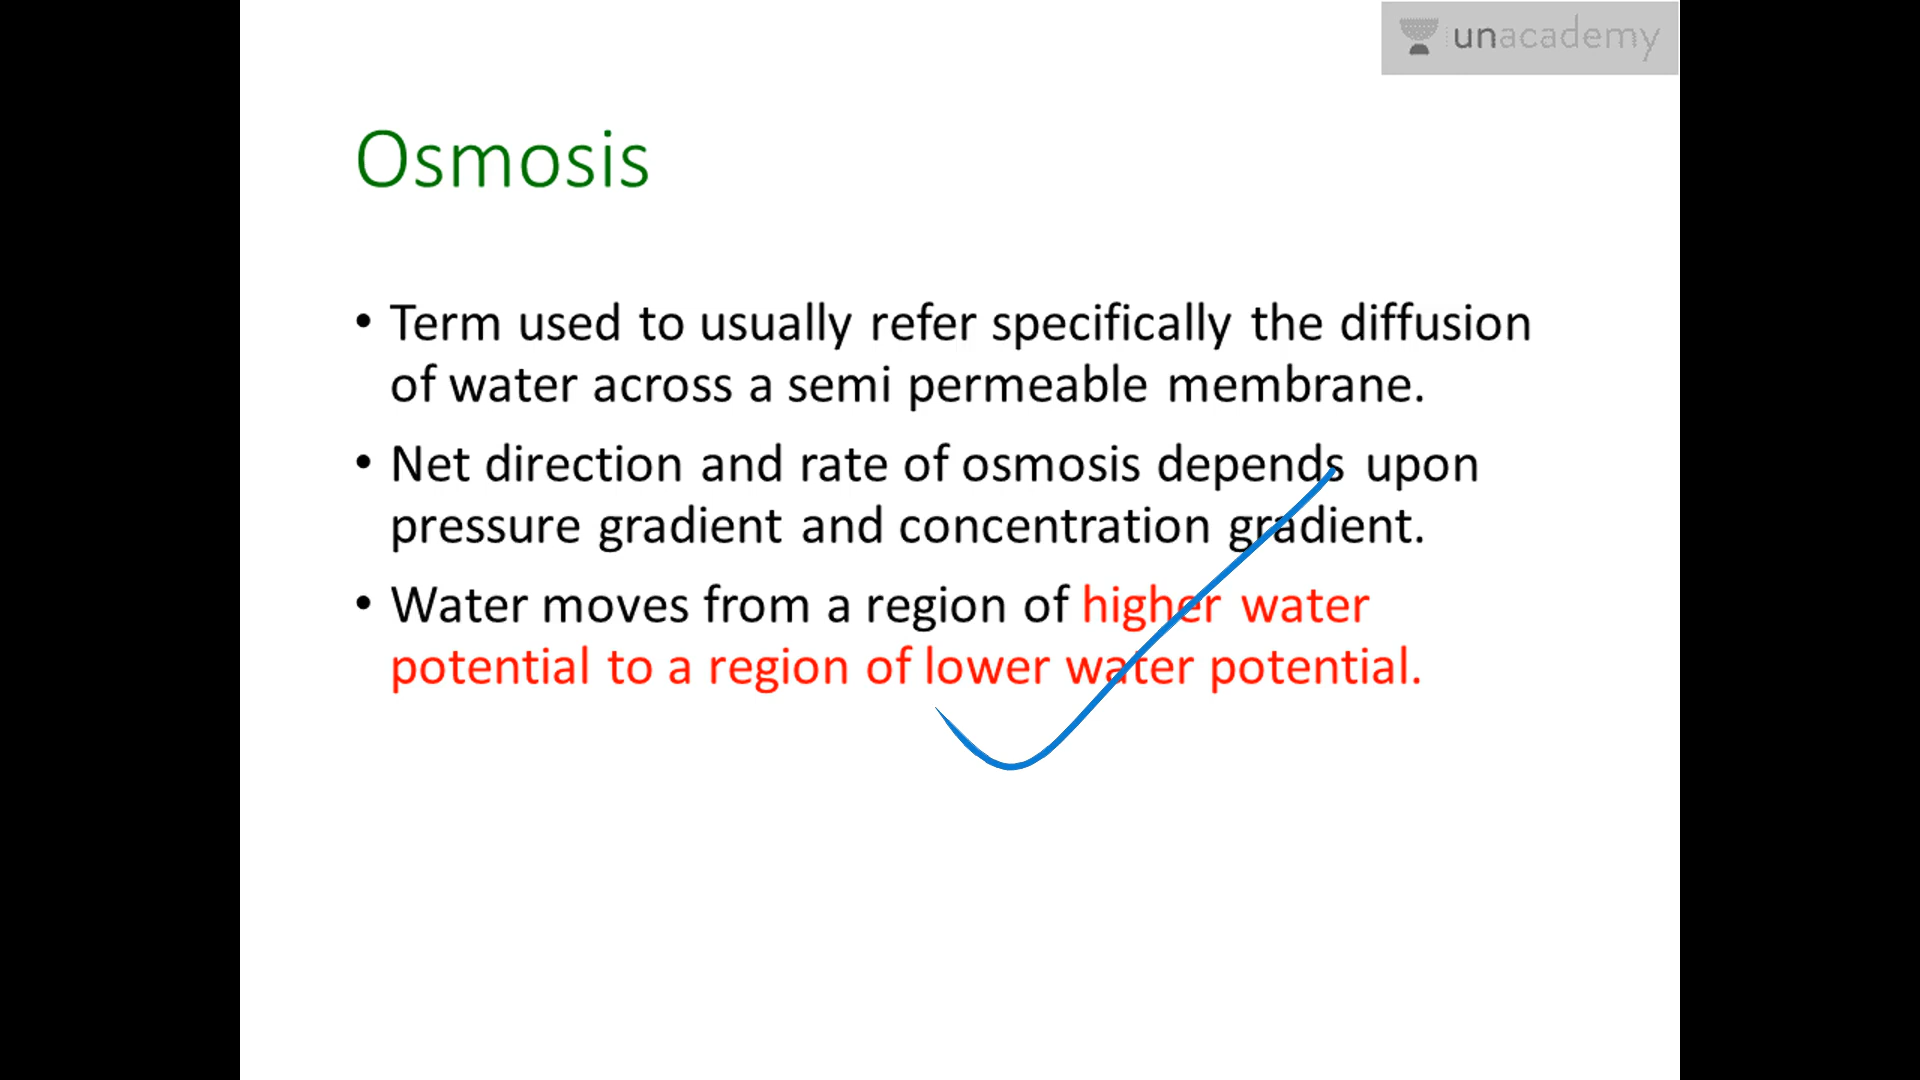 unacademy
Osmosis
• Term used to usually refer specifically the diffusion
of water across a semi permeable membrane.
• Net direction and rate of osmosis depends upon
pressure gradient and concentration gradient.
• Water moves from a region of higher water
potential to a region of lower water potential.